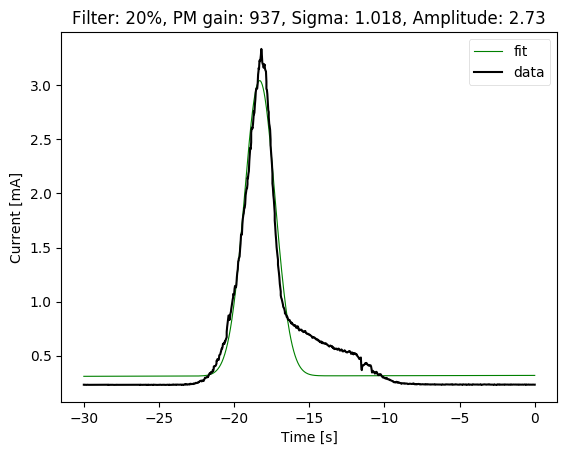 Filter: 20%, PM gain: 937, Sigma: 1.018, Amplitude: 2.73
fit
data
3.0
2.5
2.0
1.5
1.0
0.5
Current [mA]
−30
−25
−20
−15
−10
−5
0
Time [s]